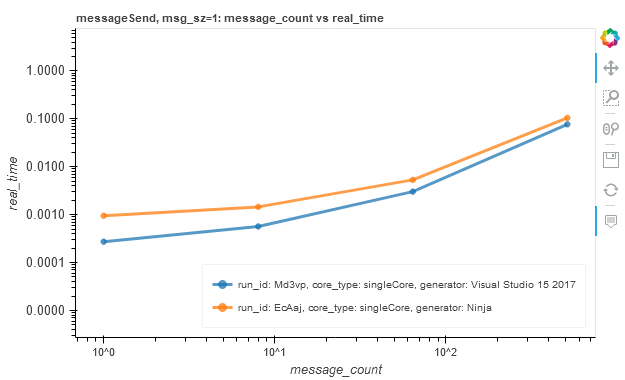 messageSend, msg_sz=1: message_count vs real_time
1.0000
0.1000
0.0100
0.0010
0.0001
0.0000
real_time
run_id: Md3vp, core_type: singleCore, generator: Visual Studio 15 2017
run_id: EcAaj, core_type: singleCore, generator: Ninja
10^0 10^1 10^2
message_count